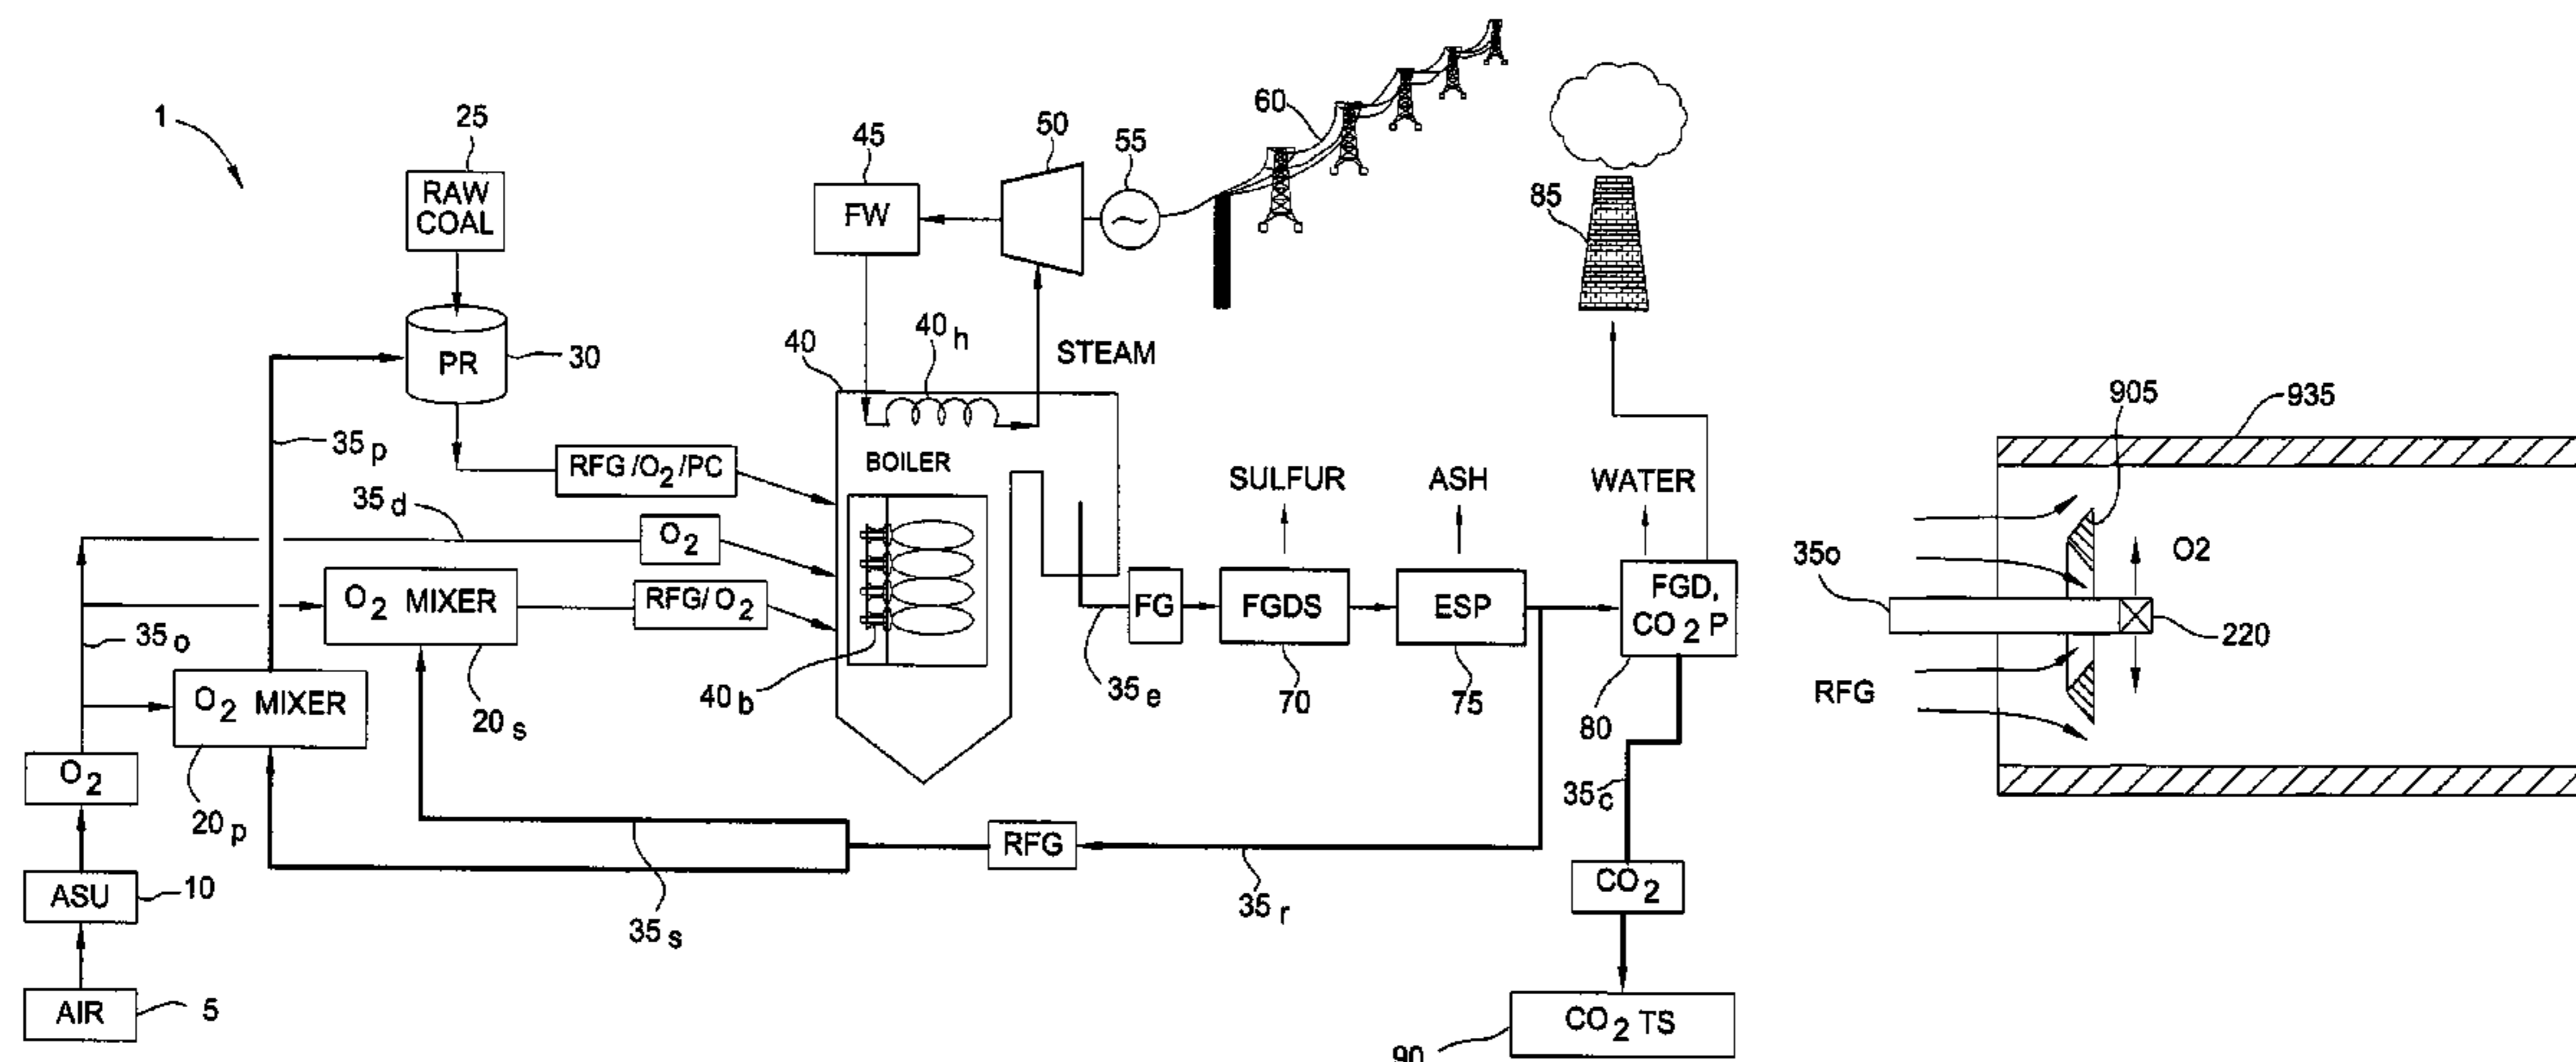 1
25
RAW
COAL
PR
30
35 p
45
FW
50
55
60
85
40
40 h
STEAM
BOILER
RFG /O2 /PC
35 d
O2
O2 MIXER
RFG/ O2
20 s
35 o
O2 MIXER
20 p
O2
ASU
10
AIR
5
40 b
35 e
FG
FGDS
70
SULFUR
ESP
75
ASH
WATER
FGD,
CO2 P
80
35 c
CO2
CO2 TS
90
RFG
35 r
35 s
905
935
35o
O2
220
RFG